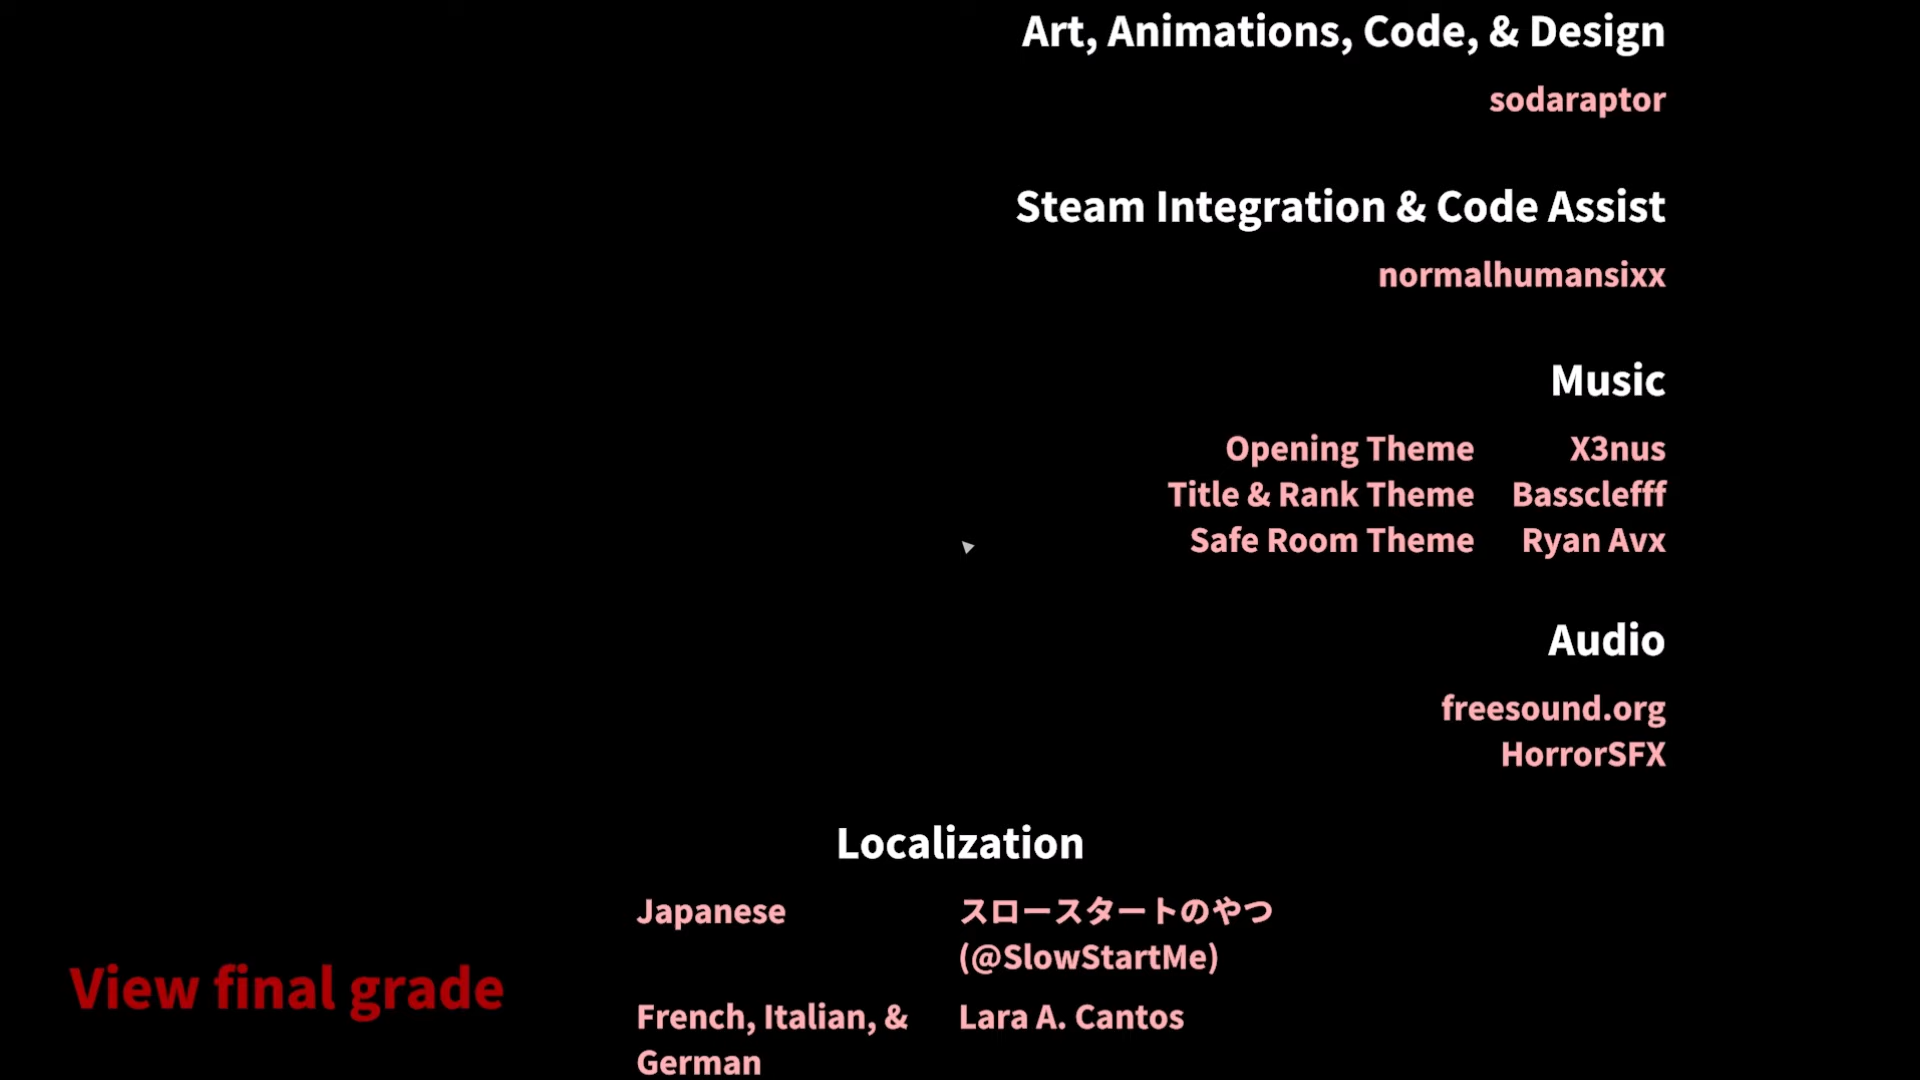 Art, Animations, Code, & Design
sodaraptor
Steam Integration & Code Assist
normalhumansixx
Music
Opening Theme X3nus
Title & Rank Theme Bassclefff
Safe Room Theme Ryan Avx
Audio
freesound.org
HorrorSFX
Localization
Japanese スロースタートのやつ
(@SlowStartMe)
French, Italian, & Lara A. Cantos
German
View final grade